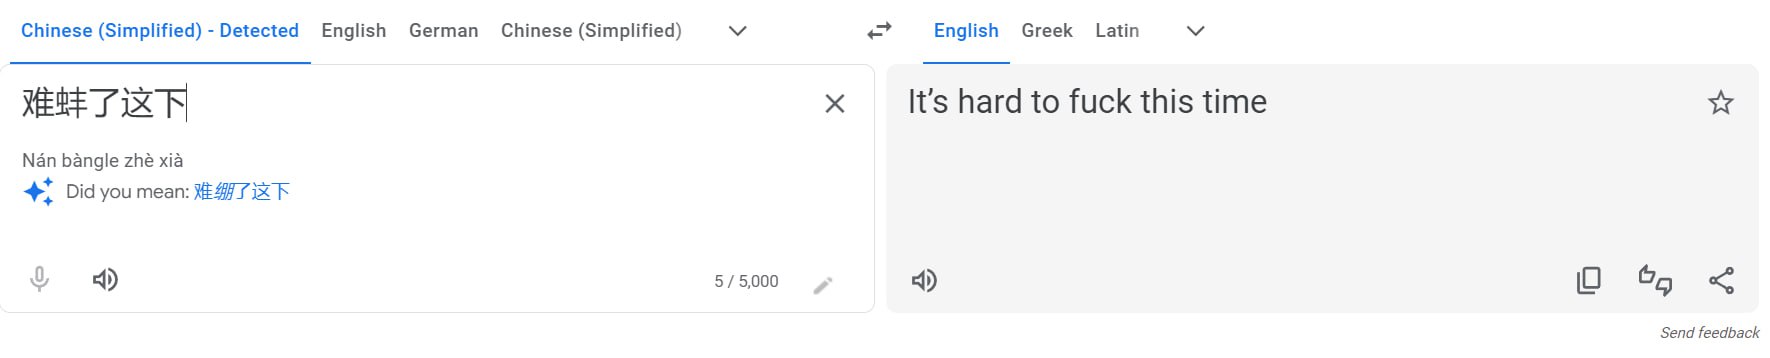 Chinese (Simplified) - Detected English German Chinese (Simplified) English Greek Latin
难蚌了这下
It's hard to fuck this time
Nán bàngle zhè xià
Did you mean: 难绷了这下
5 / 5,000
Send feedback